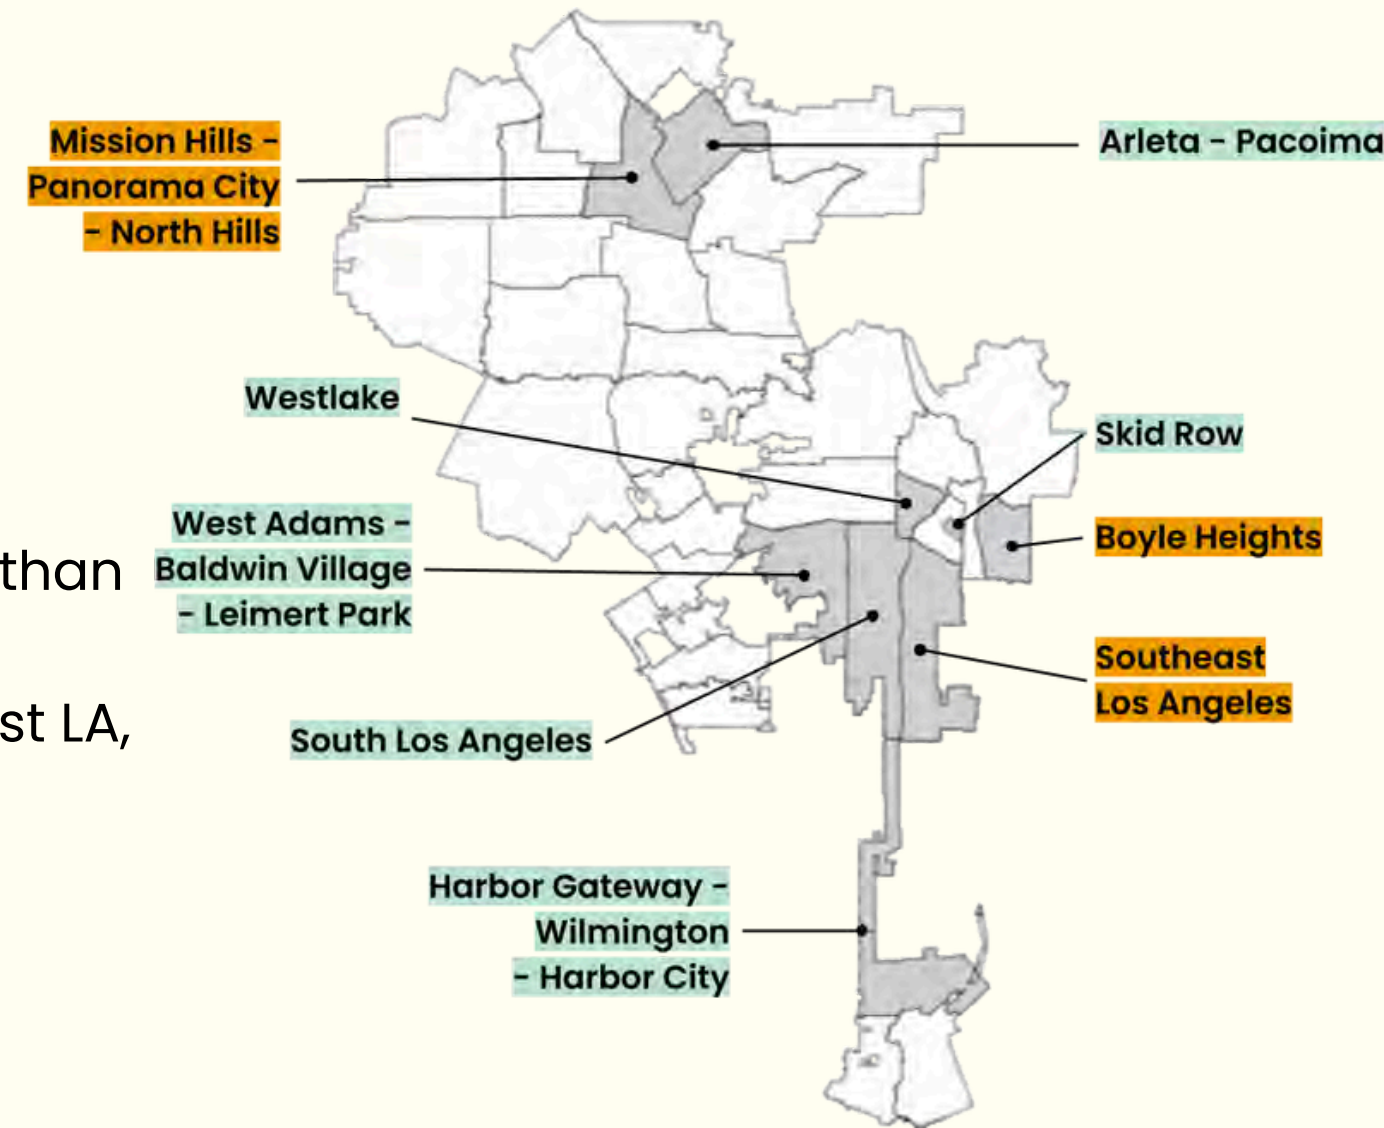 Mission Hills -
Panorama City
- North Hills
Arleta - Pacoima
Westlake
Skid Row
West Adams -
Baldwin Village
- Leimert Park
than
Boyle Heights
Southeast
Los Angeles
st LA,
South Los Angeles
Harbor Gateway -
Wilmington
- Harbor City